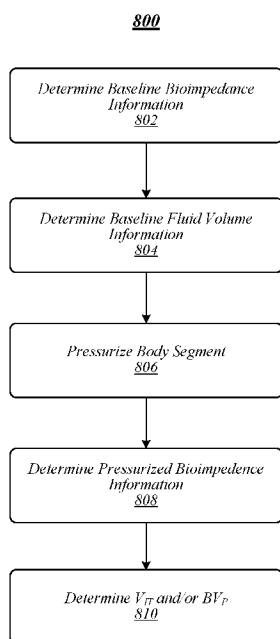 800
Determine Baseline Bioimpedance
Information
802
Determine Baseline Fluid Volume
Information
804
Pressurize Body Segment
806
Determine Pressurized Bioimpedence
Information
808
Determine V_IT and/or BV_P
810